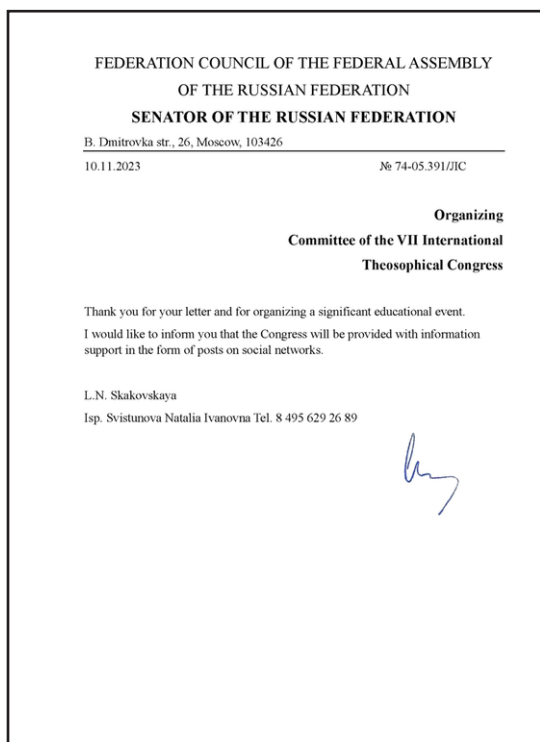 FEDERATION COUNCIL OF THE FEDERAL ASSEMBLY
OF THE RUSSIAN FEDERATION
SENATOR OF THE RUSSIAN FEDERATION
B. Dmitrovka str., 26, Moscow, 103426
10.11.2023 № 74-05.391/ЛС
Organizing
Committee of the VII International
Theosophical Congress
Thank you for your letter and for organizing a significant educational event.
I would like to inform you that the Congress will be provided with information
support in the form of posts on social networks.
L.N. Skakovskaya
Isp. Svistunova Natalia Ivanovna Tel. 8 495 629 26 89